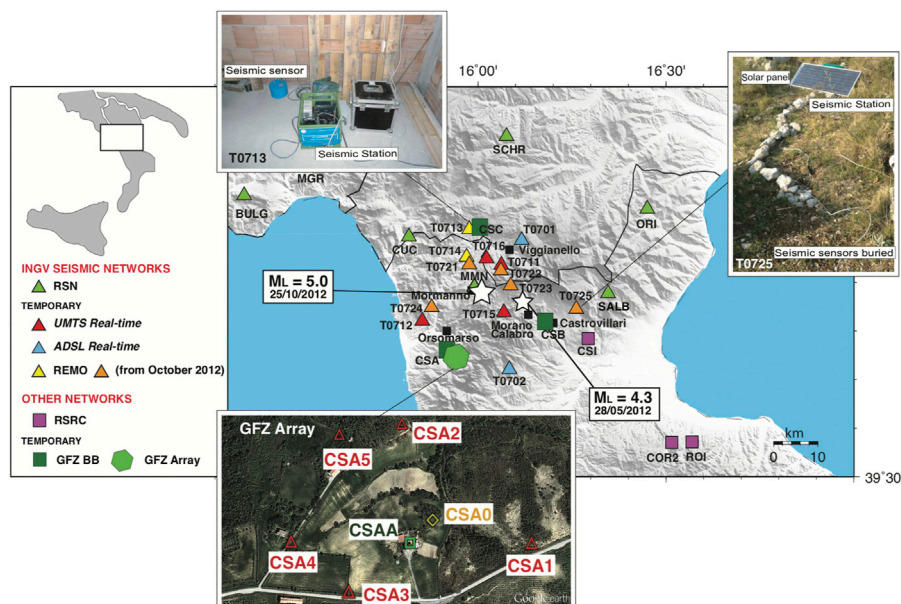 Seismic sensor
Seismic Station
T0713
16°00'
16°50'
Solar panel
Seismic Station
Seismic sensors buried
T0725
SCHR
MGR
BULG
ORI
CUC
T0713
CSC
T0701
T0714
T0716
Viggianello
T0721
T0711
MMN
T0722
T0723
Mormanno
T0724
T0725
SALB
T0712
T0715
Morano
Calabro
CSB
Castrovillari
Orsomarso
CSI
CSA
T0702
COR2
ROI
km
0
10
39°30
ML = 5.0
25/10/2012
ML = 4.3
28/05/2012
INGV SEISMIC NETWORKS
RSN
TEMPORARY
UMTS Real-time
ADSL Real-time
REMO
(from October 2012)
OTHER NETWORKS
RSRC
TEMPORARY
GFZ BB
GFZ Array
GFZ Array
CSA2
CSA5
CSA0
CSAA
CSA4
CSA1
CSA3
Google earth